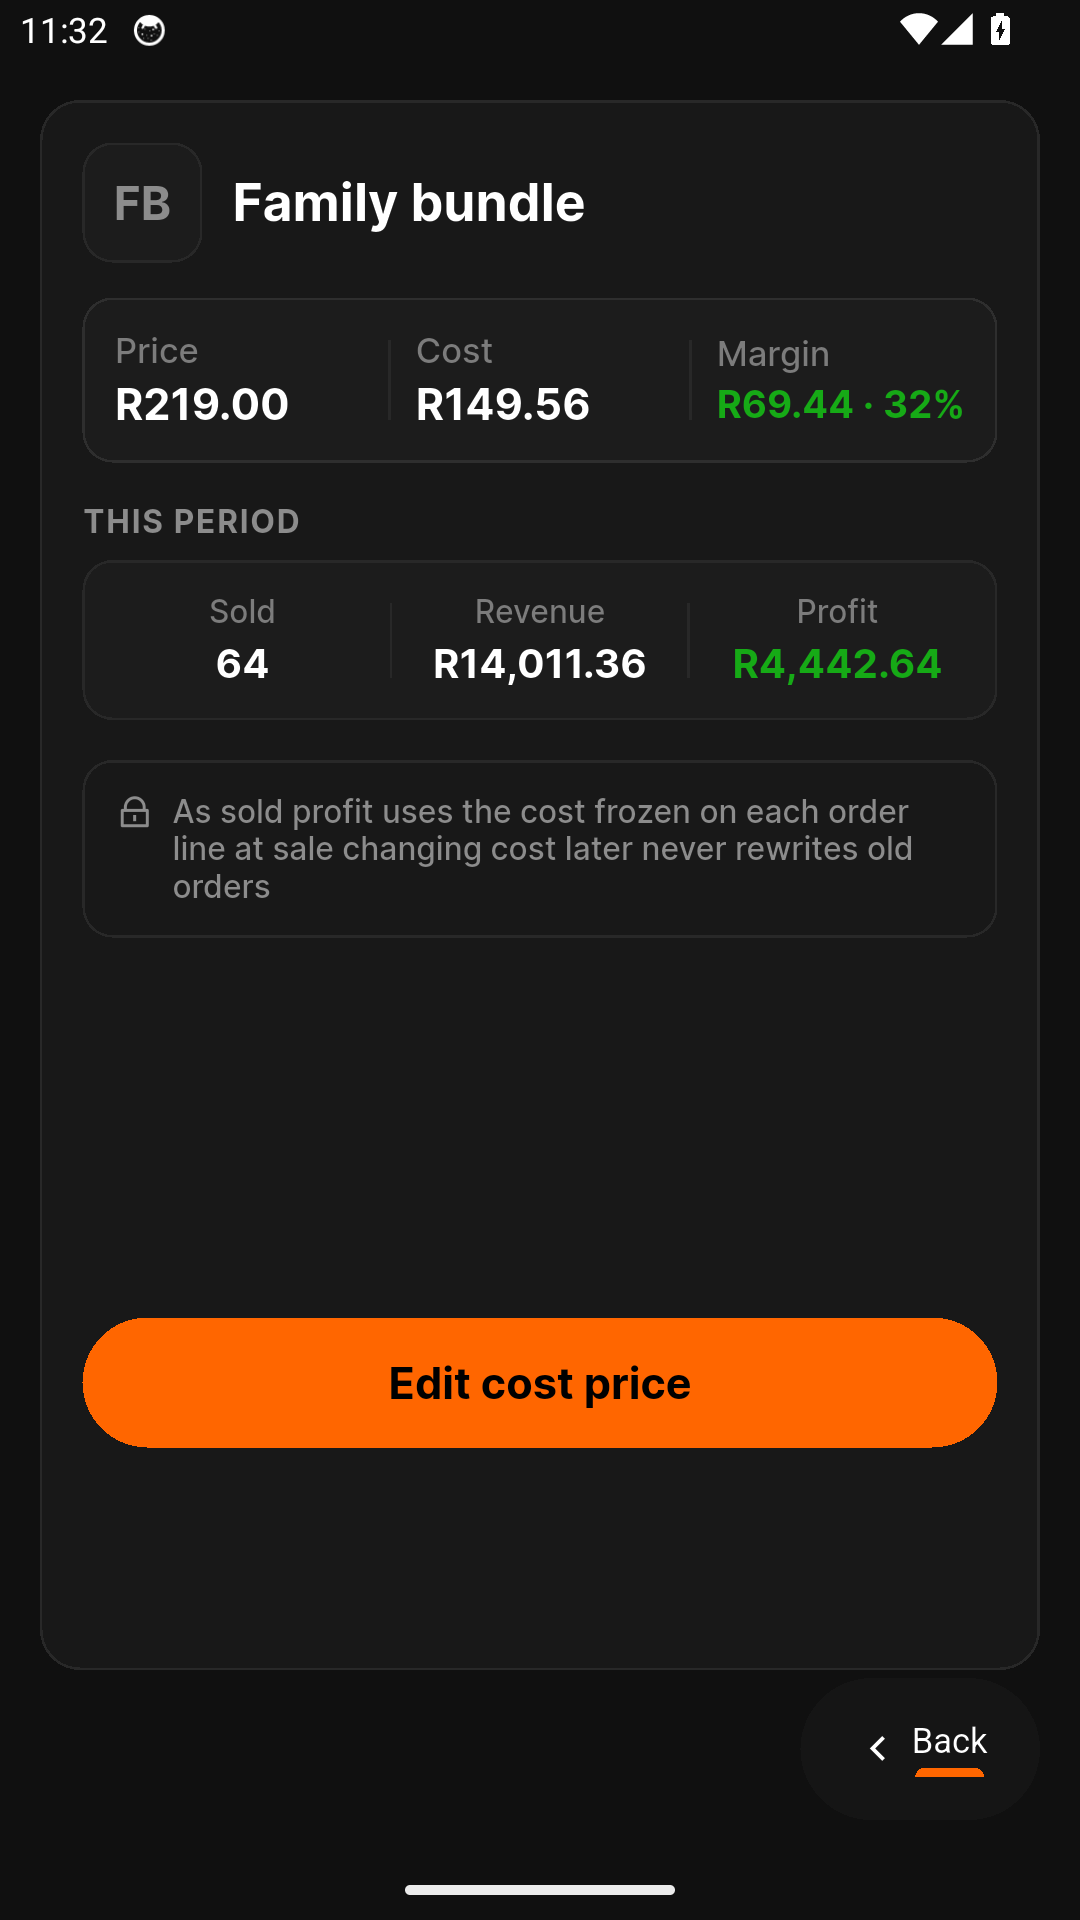 11:32
FB
Family bundle
Price
Cost
Margin
R219.00
R149.56
R69.44 · 32%
THIS PERIOD
Sold
Revenue
Profit
64
R14,011.36
R4,442.64
As sold profit uses the cost frozen on each order
line at sale changing cost later never rewrites old
orders
Edit cost price
Back